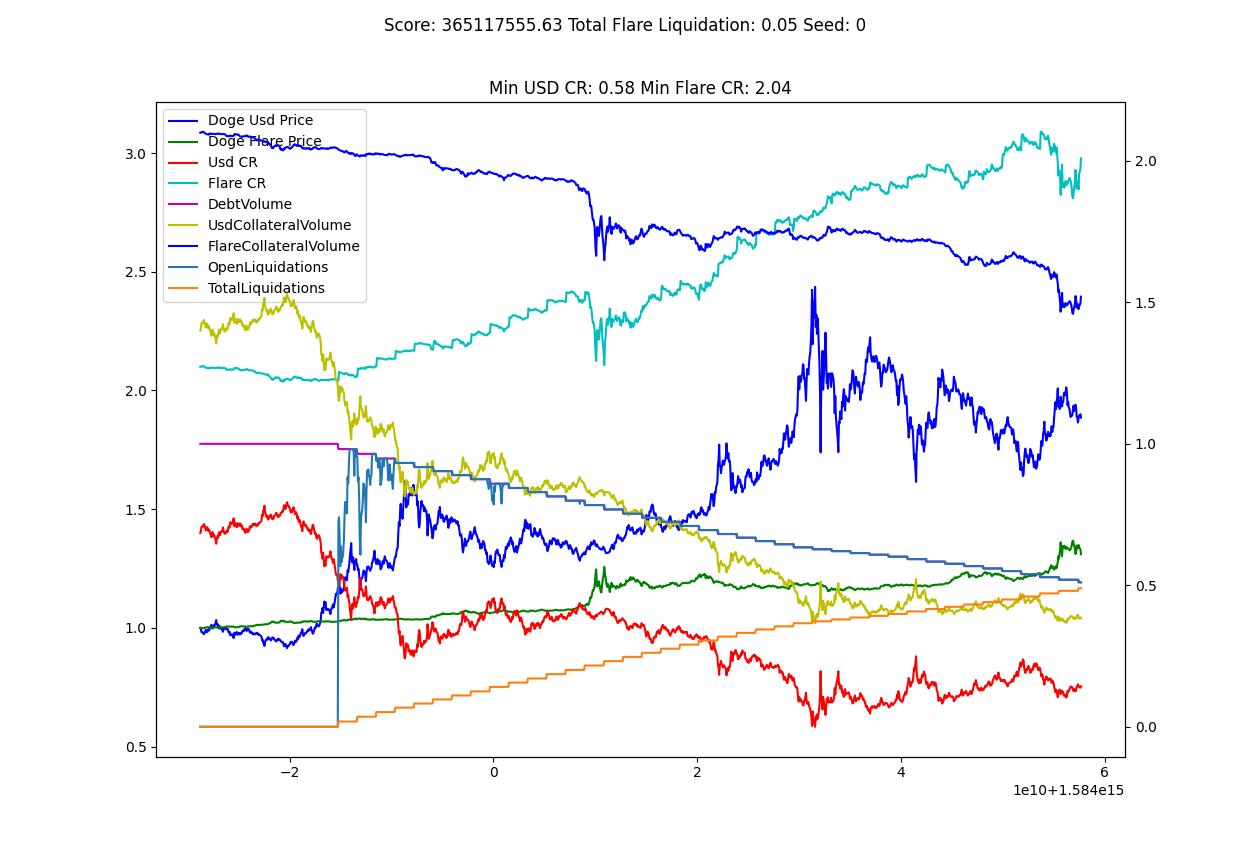 Score: 365117555.63 Total Flare Liquidation: 0.05 Seed: 0
Min USD CR: 0.58 Min Flare CR: 2.04
Doge Usd Price
Doge Flare Price
Usd CR
Flare CR
DebtVolume
UsdCollateralVolume
FlareCollateralVolume
OpenLiquidations
TotalLiquidations
3.0
2.5
2.0
1.5
1.0
0.5
2.0
1.5
1.0
0.5
0.0
−2
0
2
4
6
1e10+1.584e15